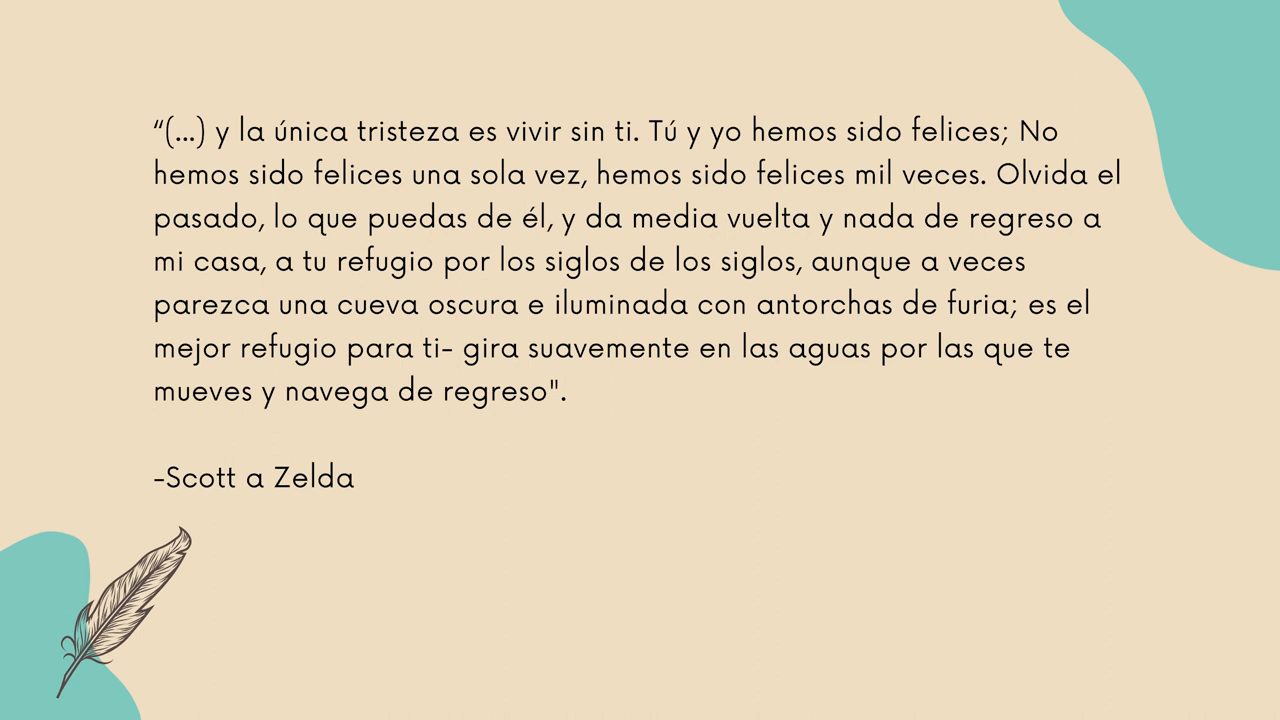 “(...) y la única tristeza es vivir sin ti. Tú y yo hemos sido felices; No
hemos sido felices una sola vez, hemos sido felices mil veces. Olvida el
pasado, lo que puedas de él, y da media vuelta y nada de regreso a
mi casa, a tu refugio por los siglos de los siglos, aunque a veces
parezca una cueva oscura e iluminada con antorchas de furia; es el
mejor refugio para ti- gira suavemente en las aguas por las que te
mueves y navega de regreso".
-Scott a Zelda